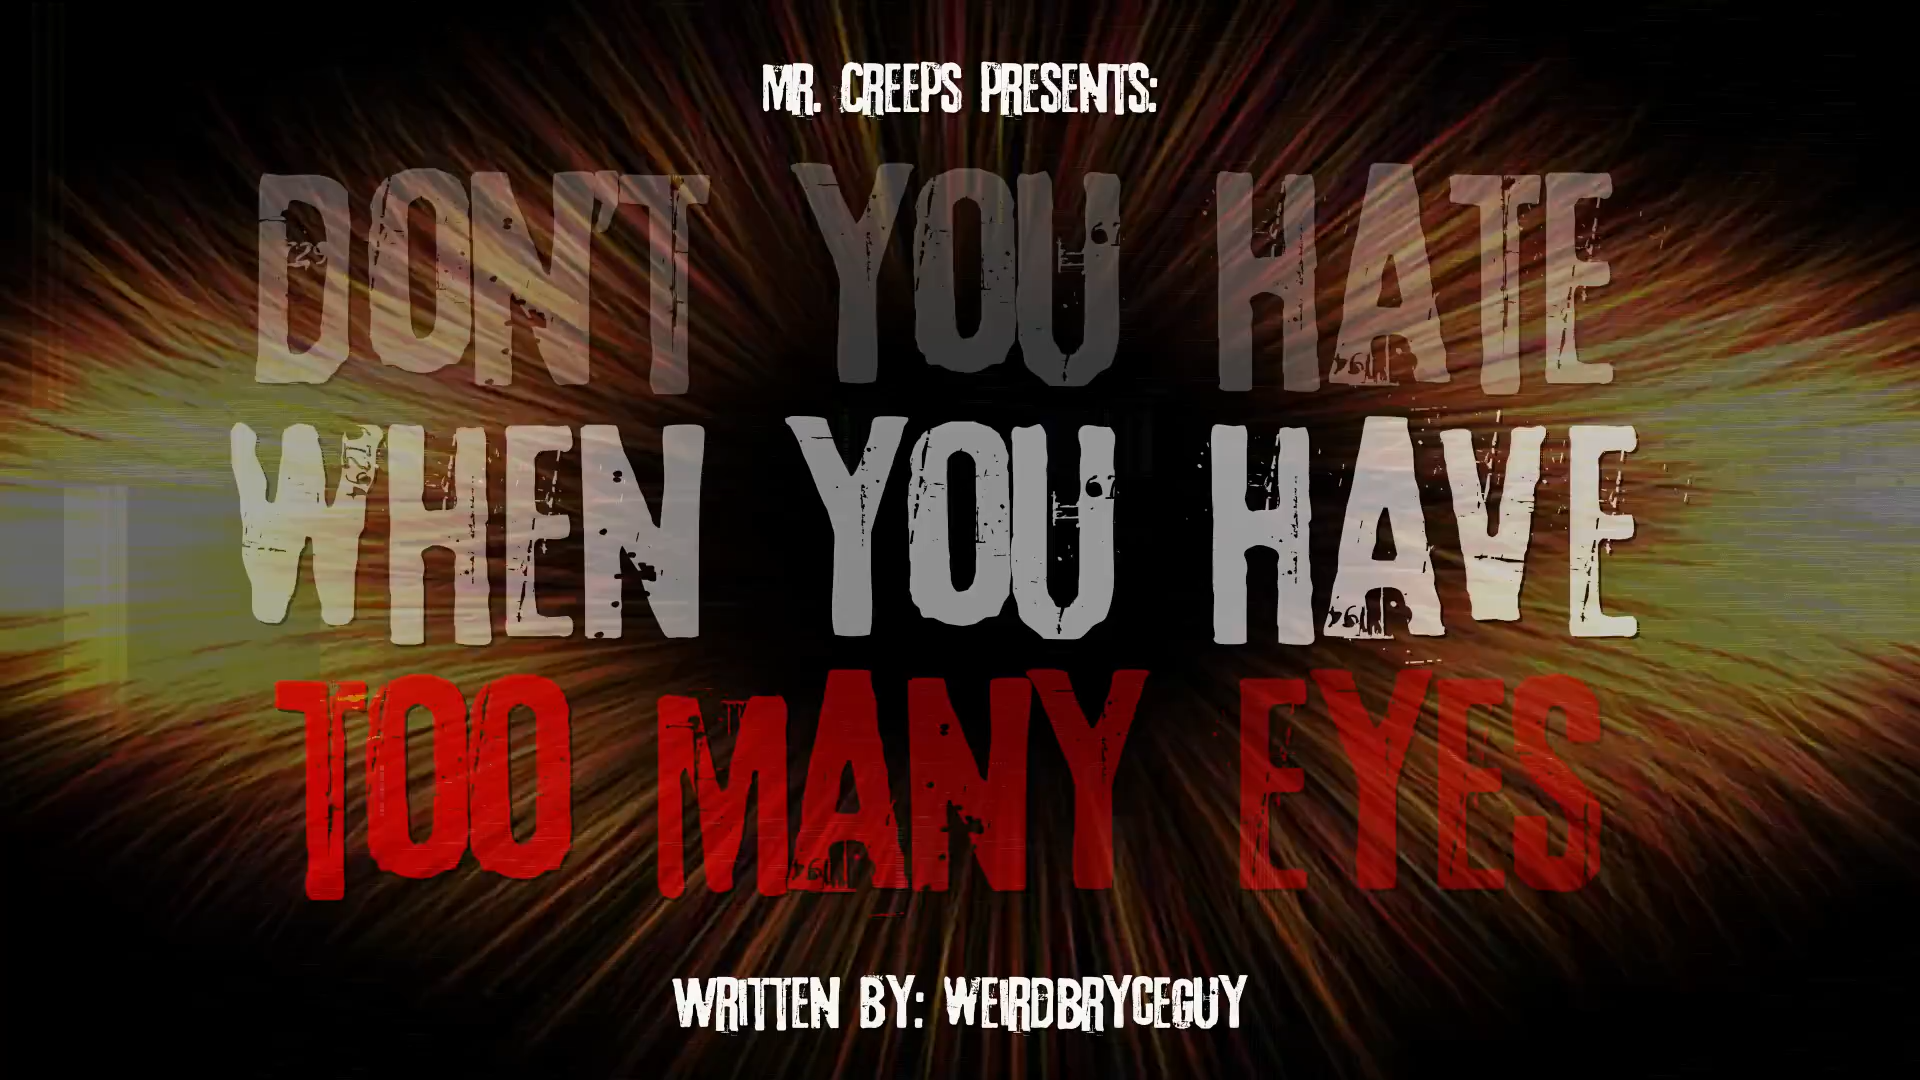 MR. CREEPS PRESENTS:
DON'T YOU HATE
WHEN YOU HAVE
TOO MANY EYES
WRITTEN BY: WEIRDBRYCEGUY